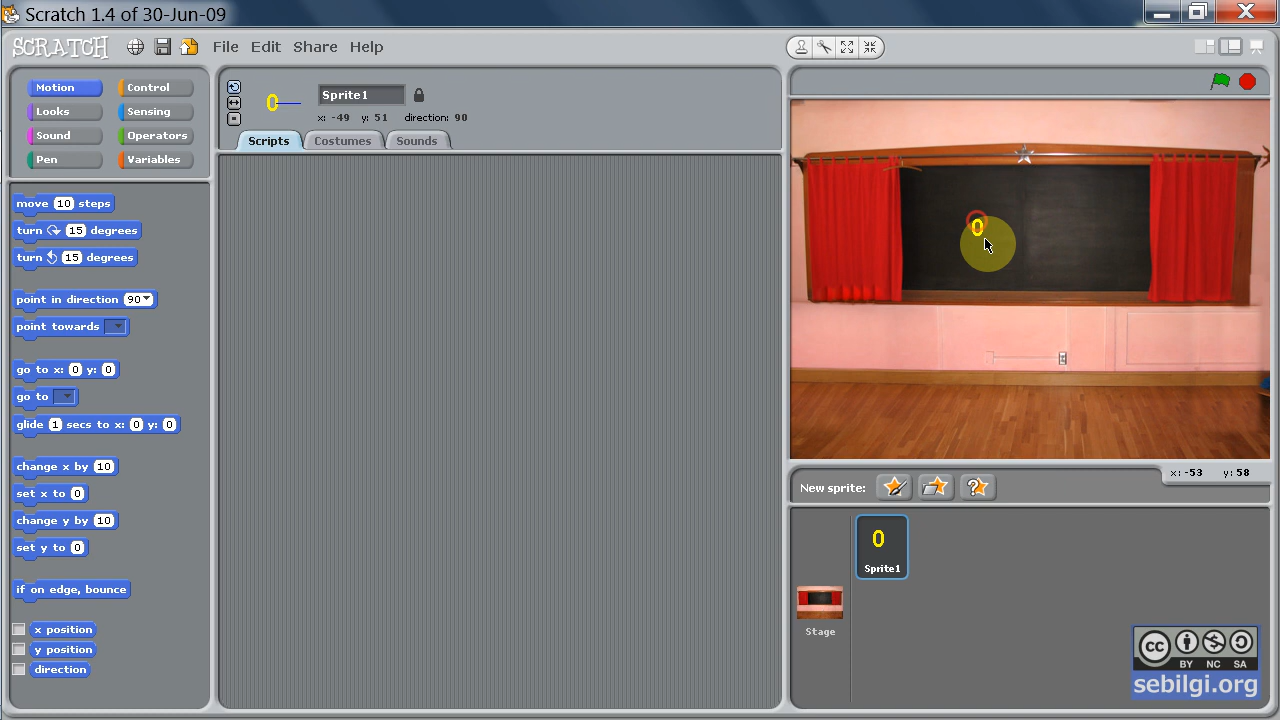 Scratch 1.4 of 30-Jun-09
SCRATCH File Edit Share Help
Motion Control
Looks Sensing
Sound Operators
Pen Variables
Sprite1
x: -49 y: 51 direction: 90
Scripts Costumes Sounds
move 10 steps
turn 15 degrees
turn 15 degrees
point in direction 90
point towards
go to x: 0 y: 0
go to
glide 1 secs to x: 0 y: 0
change x by 10
set x to 0
change y by 10
set y to 0
if on edge, bounce
x position
y position
direction
0
0
x: -53 y: 58
New sprite:
0
Sprite1
Stage
cc BY NC SA
sebilgi.org